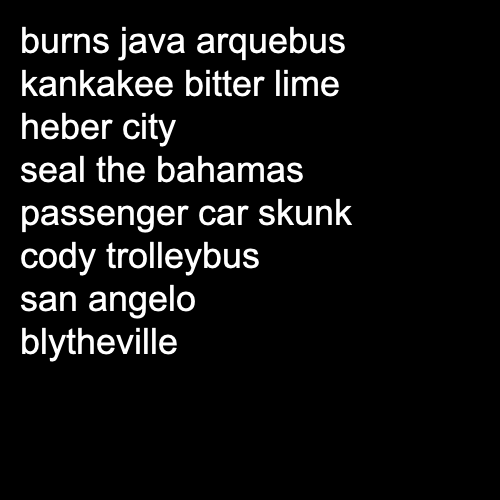 burns java arquebus
kankakee bitter lime
heber city
seal the bahamas
passenger car skunk
cody trolleybus
san angelo
blytheville